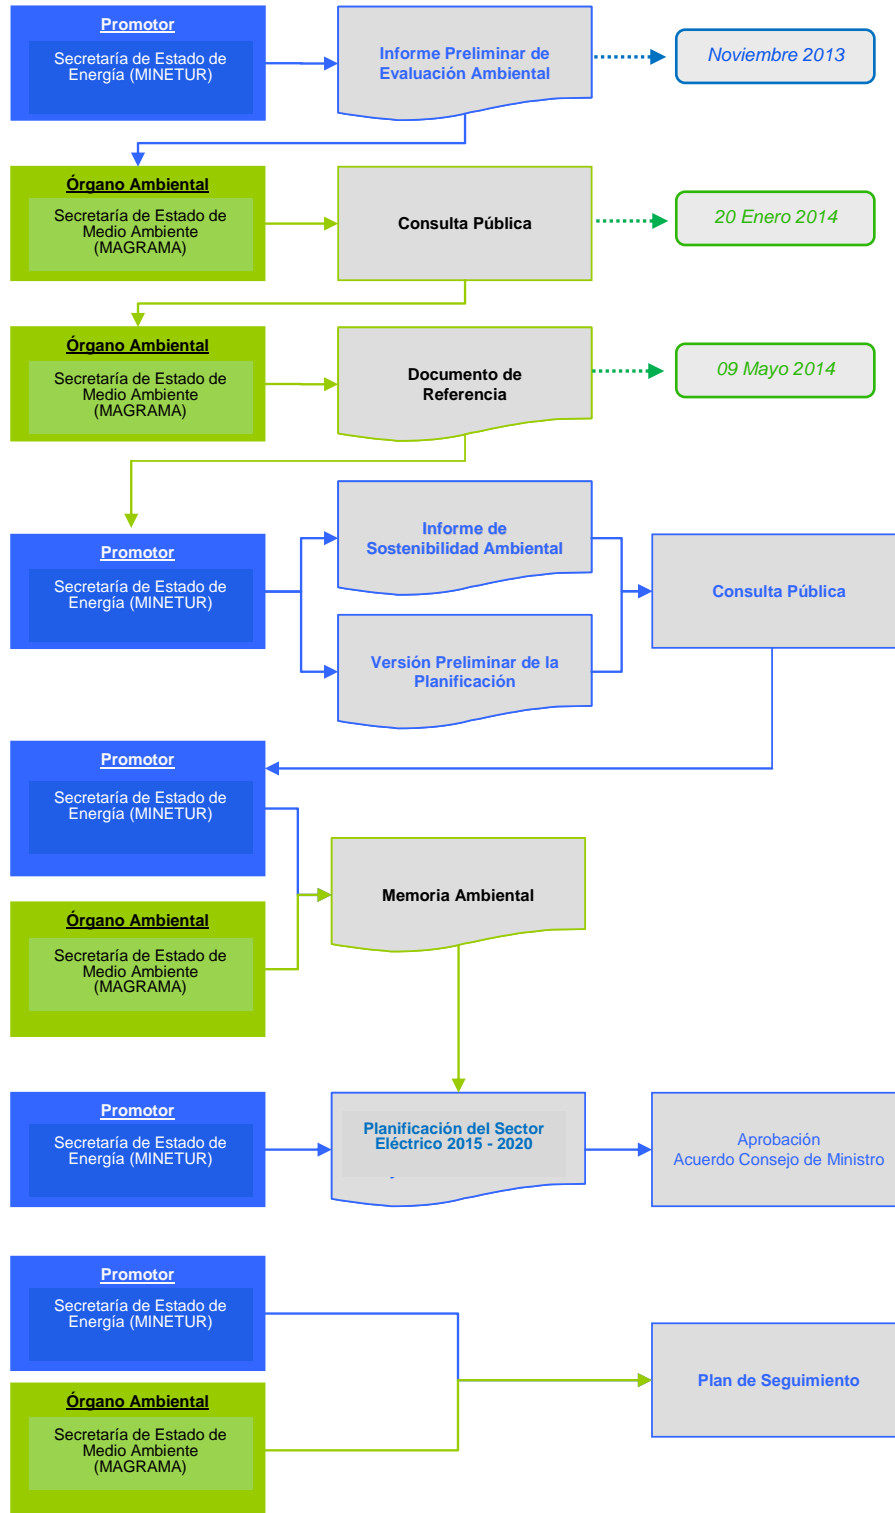 Promotor
Secretaría de Estado de
Energía (MINETUR)
Informe Preliminar de
Evaluación Ambiental
Noviembre 2013
Órgano Ambiental
Secretaría de Estado de
Medio Ambiente
(MAGRAMA)
Consulta Pública
20 Enero 2014
Órgano Ambiental
Secretaría de Estado de
Medio Ambiente
(MAGRAMA)
Documento de
Referencia
09 Mayo 2014
Promotor
Secretaría de Estado de
Energía (MINETUR)
Informe de
Sostenibilidad Ambiental
Versión Preliminar de la
Planificación
Consulta Pública
Promotor
Secretaría de Estado de
Energía (MINETUR)
Órgano Ambiental
Secretaría de Estado de
Medio Ambiente
(MAGRAMA)
Memoria Ambiental
Promotor
Secretaría de Estado de
Energía (MINETUR)
Planificación del Sector
Eléctrico 2015 - 2020
Aprobación
Acuerdo Consejo de Ministro
Promotor
Secretaría de Estado de
Energía (MINETUR)
Órgano Ambiental
Secretaría de Estado de
Medio Ambiente
(MAGRAMA)
Plan de Seguimiento